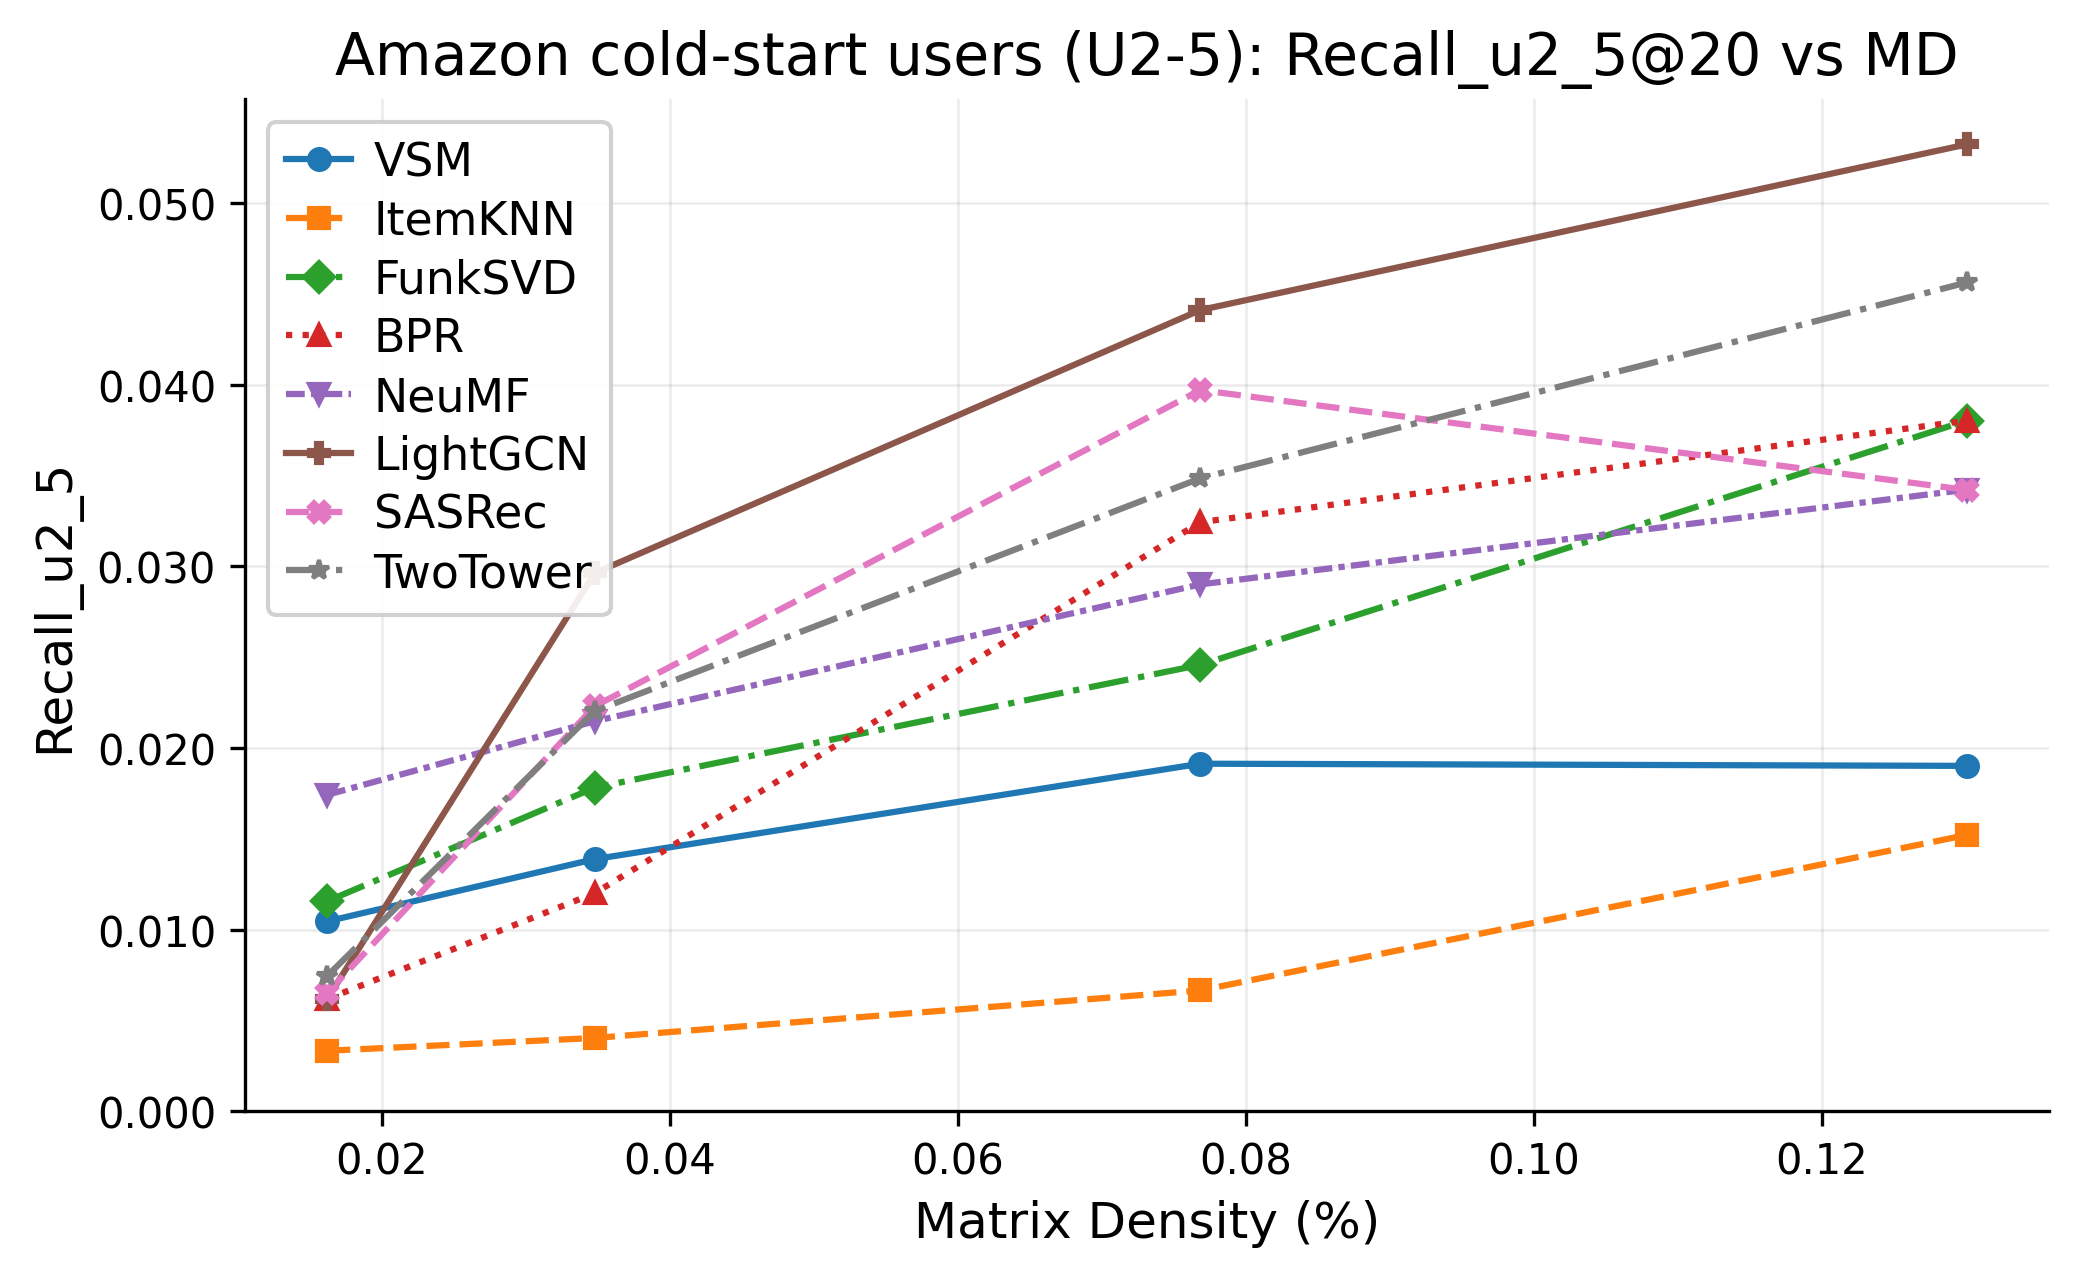 Amazon cold-start users (U2-5): Recall_u2_5@20 vs MD
VSM
ItemKNN
FunkSVD
BPR
NeuMF
LightGCN
SASRec
TwoTower
Recall_u2_5
0.050
0.040
0.030
0.020
0.010
0.000
0.02 0.04 0.06 0.08 0.10 0.12
Matrix Density (%)